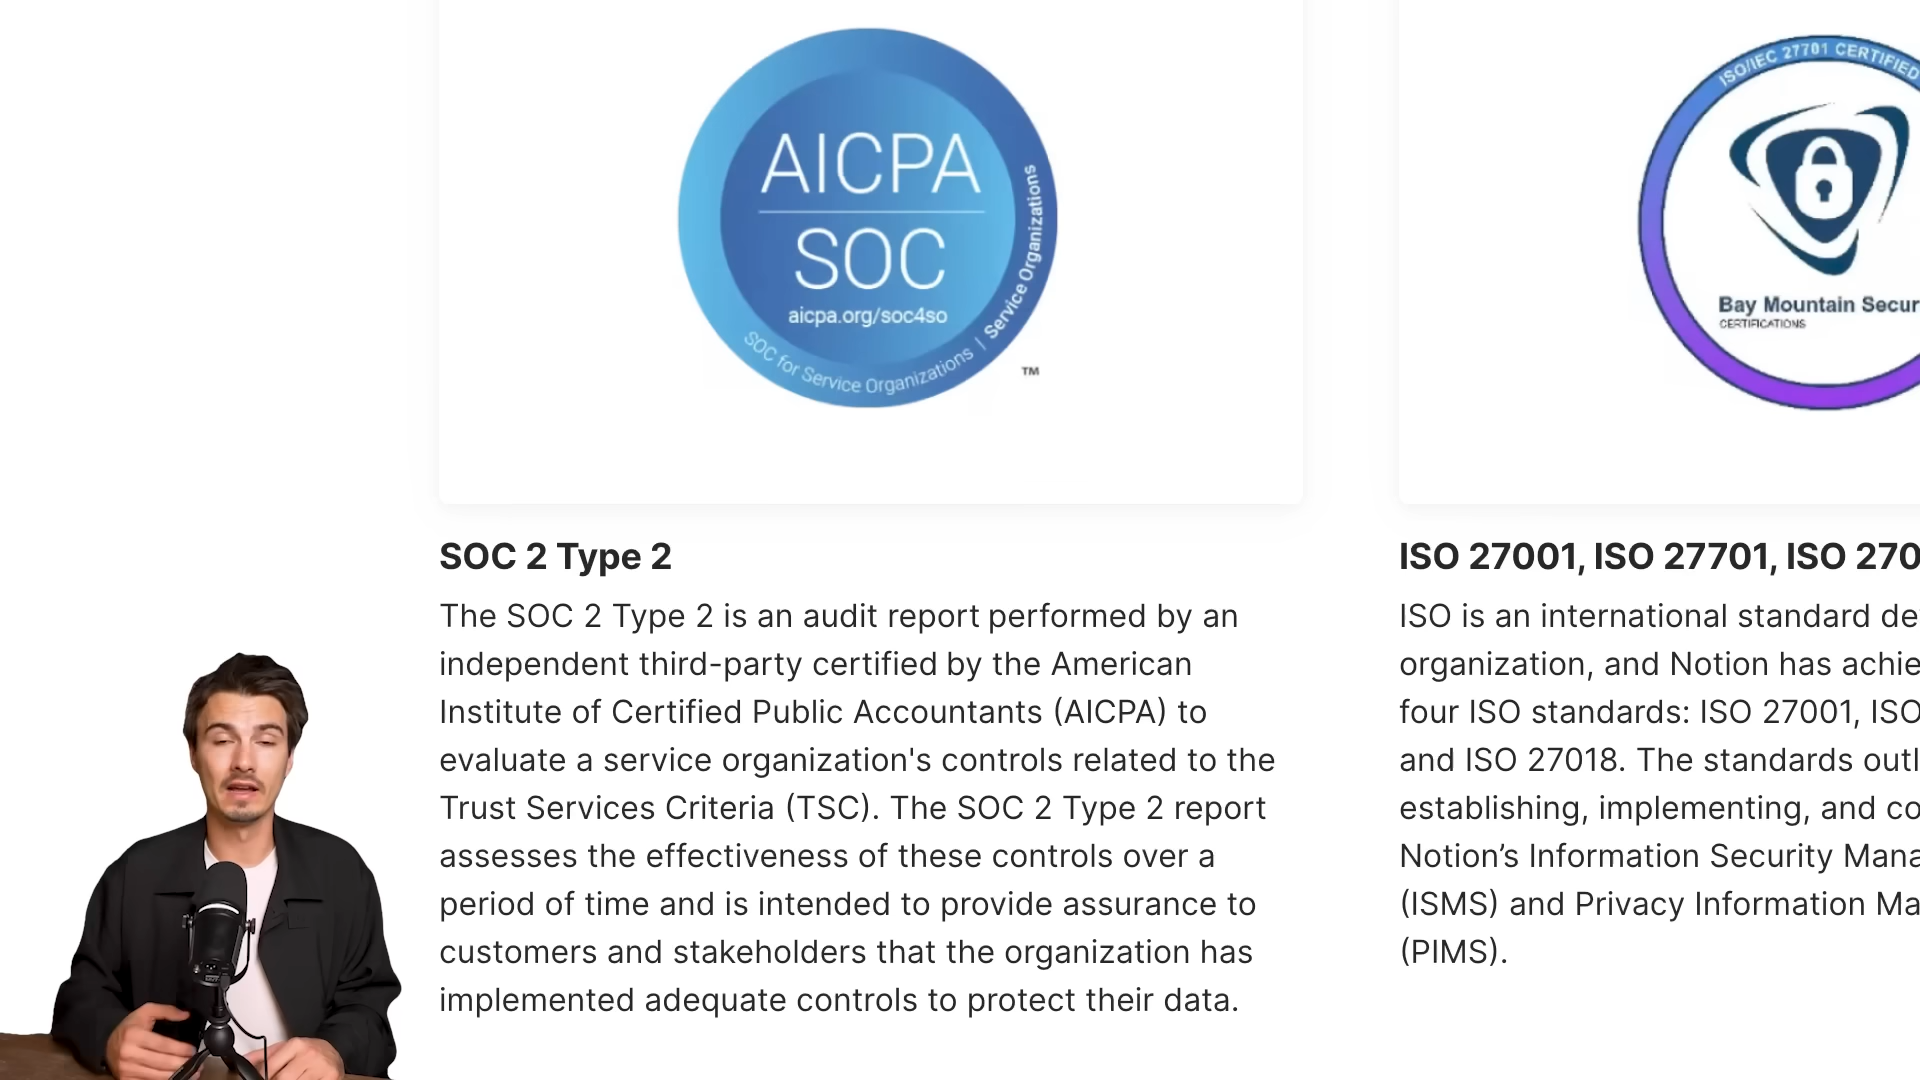 AICPA
SOC
aicpa.org/soc4so
SOC for Service Organizations | Service Organizations
TM
SOC 2 Type 2
The SOC 2 Type 2 is an audit report performed by an
independent third-party certified by the American
Institute of Certified Public Accountants (AICPA) to
evaluate a service organization's controls related to the
Trust Services Criteria (TSC). The SOC 2 Type 2 report
assesses the effectiveness of these controls over a
period of time and is intended to provide assurance to
customers and stakeholders that the organization has
implemented adequate controls to protect their data.
ISO/IEC 27701 CERTIFIED
Bay Mountain Secur
CERTIFICATIONS
ISO 27001, ISO 27701, ISO 270
ISO is an international standard de
organization, and Notion has achie
four ISO standards: ISO 27001, ISO
and ISO 27018. The standards outl
establishing, implementing, and co
Notion’s Information Security Mana
(ISMS) and Privacy Information Ma
(PIMS).